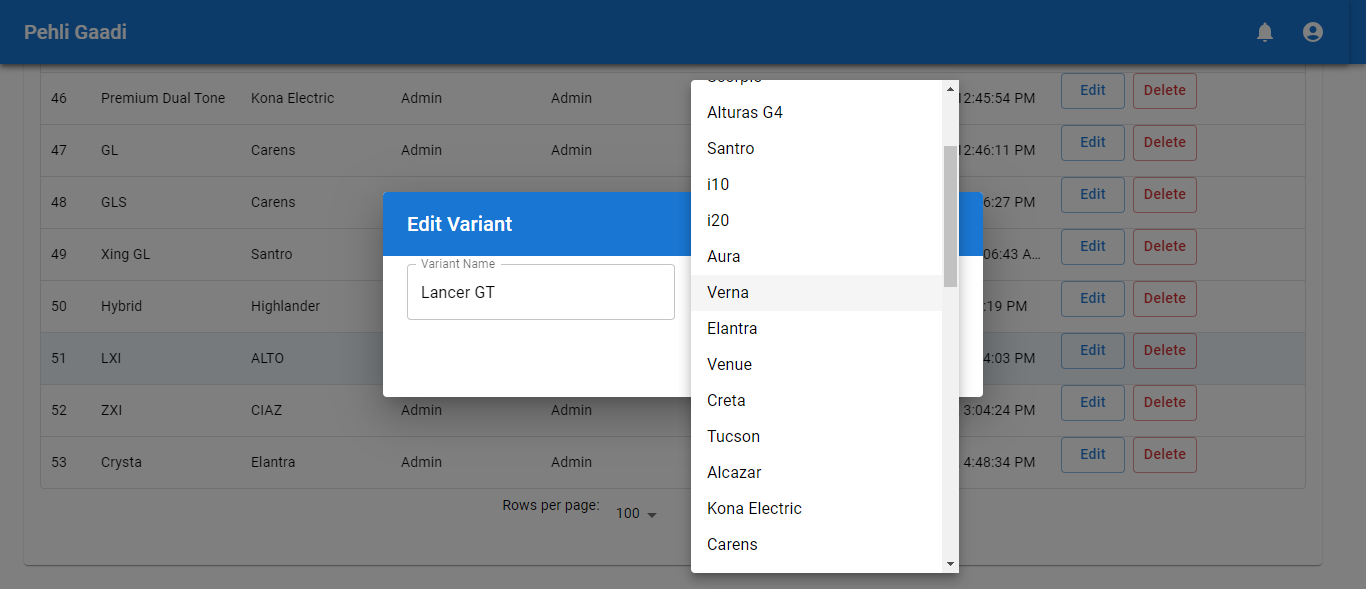 Pehli Gaadi
46 Premium Dual Tone Kona Electric Admin Admin 12:45:54 PM Edit Delete
47 GL Carens Admin Admin 12:46:11 PM Edit Delete
48 GLS Carens 6:27 PM Edit Delete
49 Xing GL Santro 06:43 A... Edit Delete
50 Hybrid Highlander :19 PM Edit Delete
51 LXI ALTO 4:03 PM Edit Delete
52 ZXI CIAZ Admin Admin 3:04:24 PM Edit Delete
53 Crysta Elantra Admin Admin 4:48:34 PM Edit Delete
Rows per page: 100
Edit Variant
Variant Name
Lancer GT
Scorpio
Alturas G4
Santro
i10
i20
Aura
Verna
Elantra
Venue
Creta
Tucson
Alcazar
Kona Electric
Carens